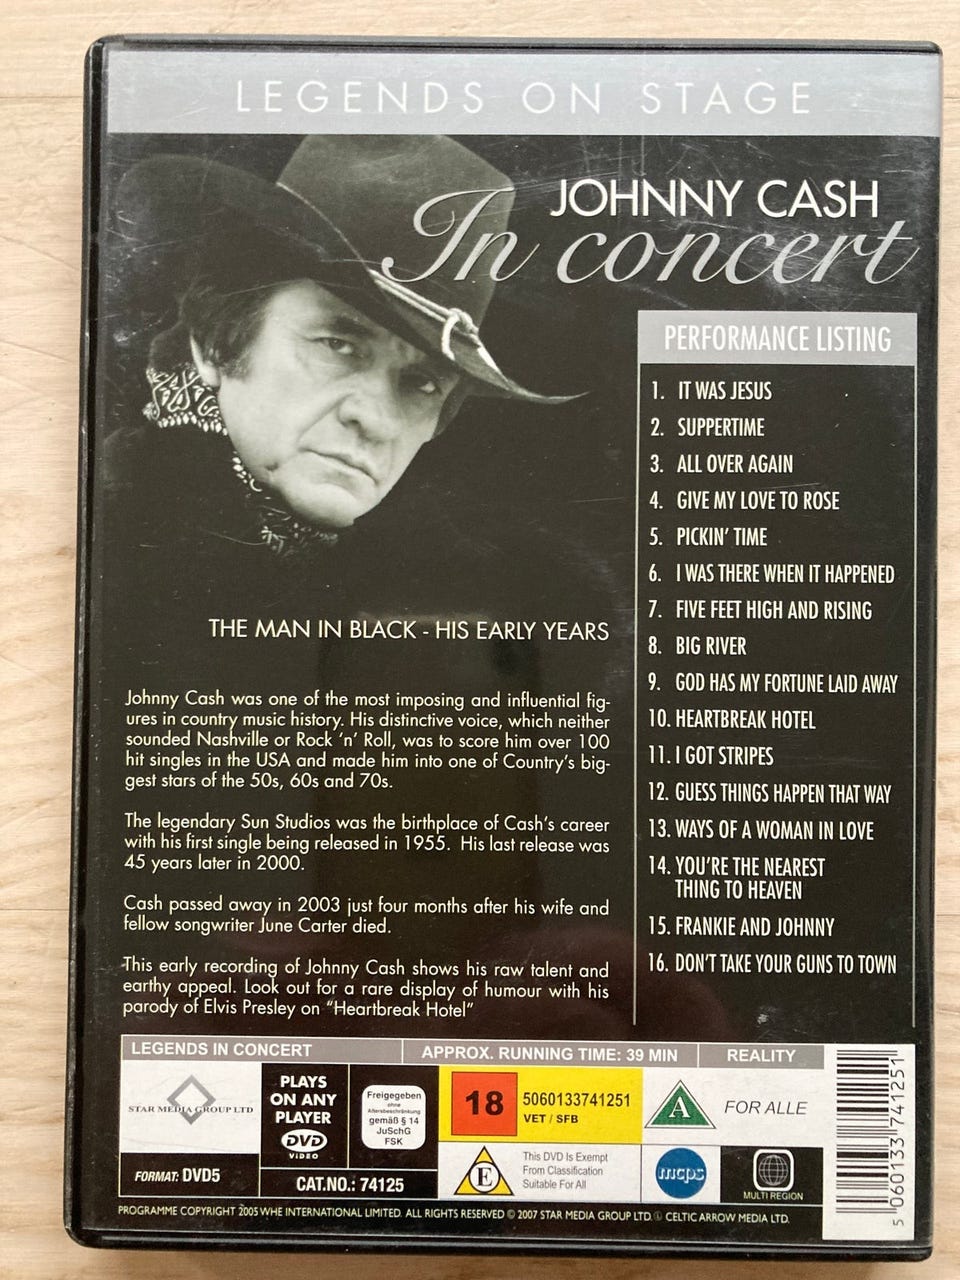 LEGENDS ON STAGE
JOHNNY CASH
In concert
PERFORMANCE LISTING
1. IT WAS JESUS
2. SUPPERTIME
3. ALL OVER AGAIN
4. GIVE MY LOVE TO ROSE
5. PICKIN' TIME
6. I WAS THERE WHEN IT HAPPENED
7. FIVE FEET HIGH AND RISING
8. BIG RIVER
9. GOD HAS MY FORTUNE LAID AWAY
10. HEARTBREAK HOTEL
11. I GOT STRIPES
12. GUESS THINGS HAPPEN THAT WAY
13. WAYS OF A WOMAN IN LOVE
14. YOU'RE THE NEAREST
THING TO HEAVEN
15. FRANKIE AND JOHNNY
16. DON'T TAKE YOUR GUNS TO TOWN
THE MAN IN BLACK - HIS EARLY YEARS
Johnny Cash was one of the most imposing and influential fig-
ures in country music history. His distinctive voice, which neither
sounded Nashville or Rock 'n' Roll, was to score him over 100
hit singles in the USA and made him into one of Country's big-
gest stars of the 50s, 60s and 70s.
The legendary Sun Studios was the birthplace of Cash's career
with his first single being released in 1955. His last release was
45 years later in 2000.
Cash passed away in 2003 just four months after his wife and
fellow songwriter June Carter died.
This early recording of Johnny Cash shows his raw talent and
earthy appeal. Look out for a rare display of humour with his
parody of Elvis Presley on "Heartbreak Hotel"
LEGENDS IN CONCERT
APPROX. RUNNING TIME: 39 MIN
REALITY
STAR MEDIA GROUP LTD
FORMAT: DVD5
PLAYS
ON ANY
PLAYER
DVD
VIDEO
Freigegeben
ohne
Altersbeschränkung
gemäß § 14
JuSchG
FSK
CAT.NO.: 74125
18
5060133741251
VET / SFB
E
This DVD Is Exempt
From Classification
Suitable For All
A
FOR ALLE
mcps
MULTI REGION
5 060133 741251
PROGRAMME COPYRIGHT 2005 WHE INTERNATIONAL LIMITED. ALL RIGHTS RESERVED © 2007 STAR MEDIA GROUP LTD. CELTIC ARROW MEDIA LTD.